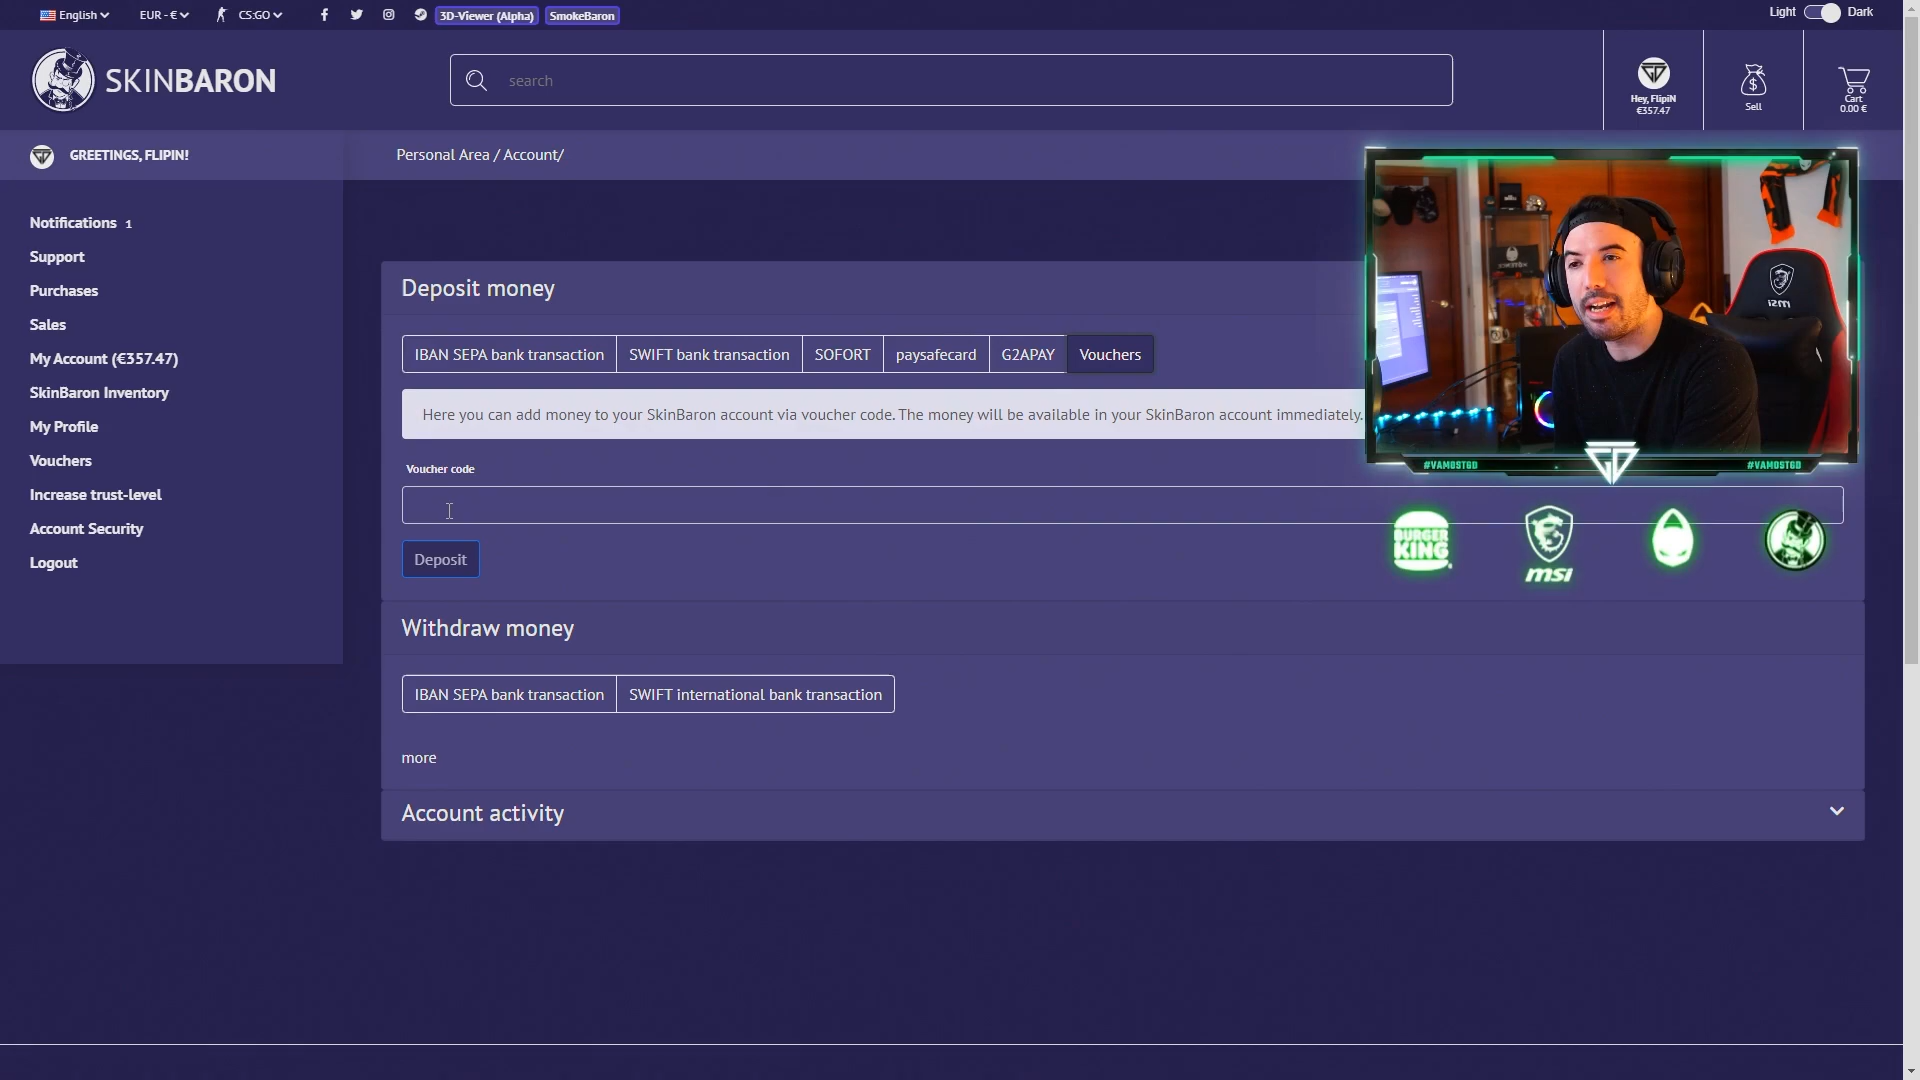 English
EUR - €
CS:GO
3D-Viewer (Alpha)
SmokeBaron
Light
Dark
SKINBARON
search
Hey, FlipiN
€357.47
Sell
Cart
0.00 €
GREETINGS, FLIPIN!
Personal Area / Account/
Notifications 1
Support
Purchases
Sales
My Account (€357.47)
SkinBaron Inventory
My Profile
Vouchers
Increase trust-level
Account Security
Logout
Deposit money
IBAN SEPA bank transaction
SWIFT bank transaction
SOFORT
paysafecard
G2APAY
Vouchers
Here you can add money to your SkinBaron account via voucher code. The money will be available in your SkinBaron account immediately.
Voucher code
Deposit
#VAMOSTGD
#VAMOSTGD
BURGER
KING
msi
msi
Withdraw money
IBAN SEPA bank transaction
SWIFT international bank transaction
more
Account activity